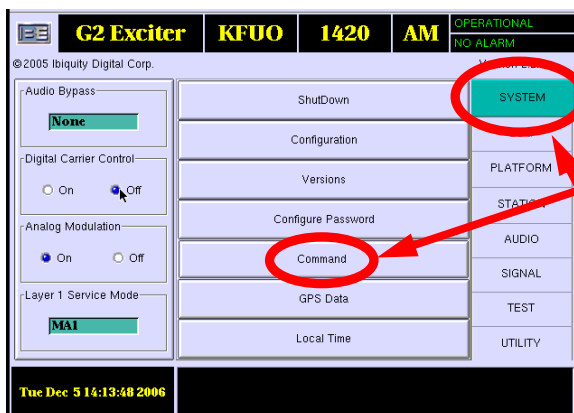 G2 Exciter KFUO 1420 AM
OPERATIONAL
NO ALARM
©2005 Ibiquity Digital Corp.
Audio Bypass
None
Digital Carrier Control
On Off
Analog Modulation
On Off
Layer 1 Service Mode
MA1
ShutDown
Configuration
Versions
Configure Password
Command
GPS Data
Local Time
SYSTEM
PLATFORM
STATION
AUDIO
SIGNAL
TEST
UTILITY
Tue Dec 5 14:13:48 2006